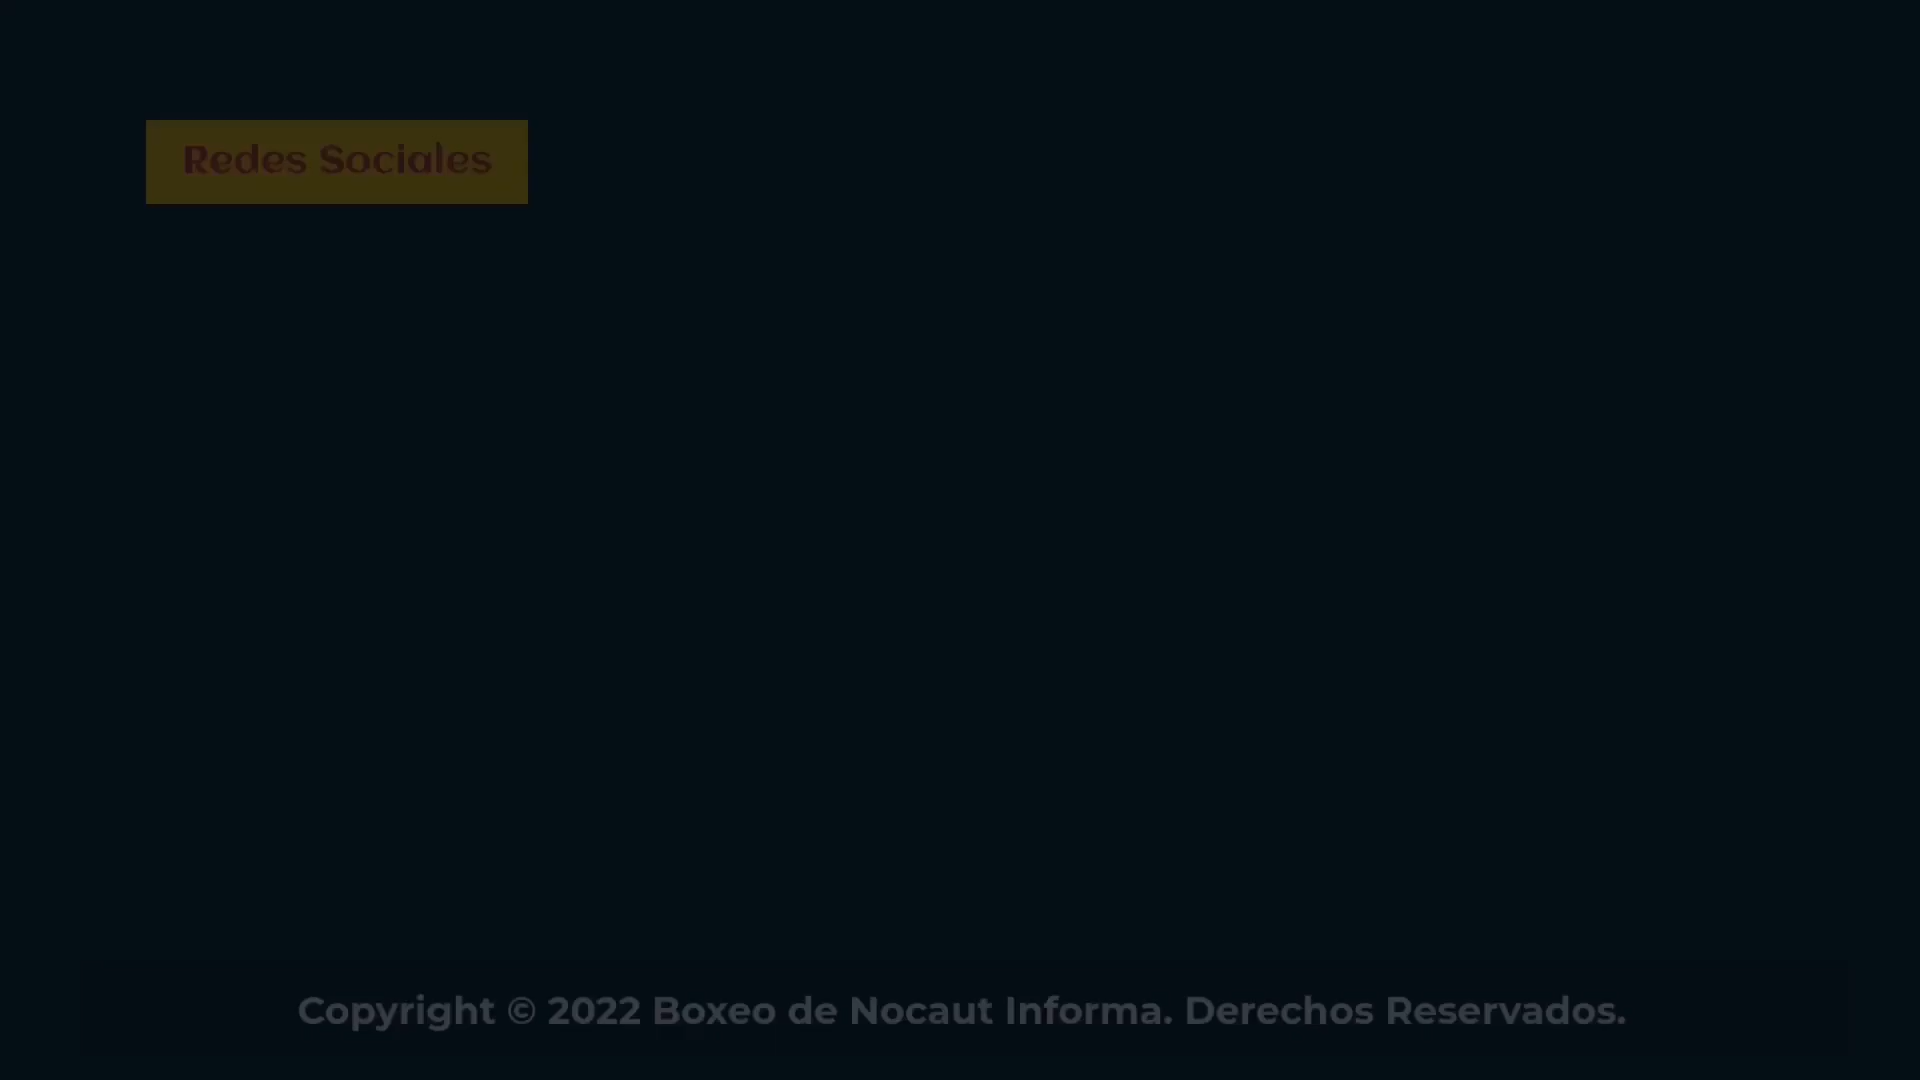 Redes Sociales
Copyright © 2022 Boxeo de Nocaut Informa. Derechos Reservados.